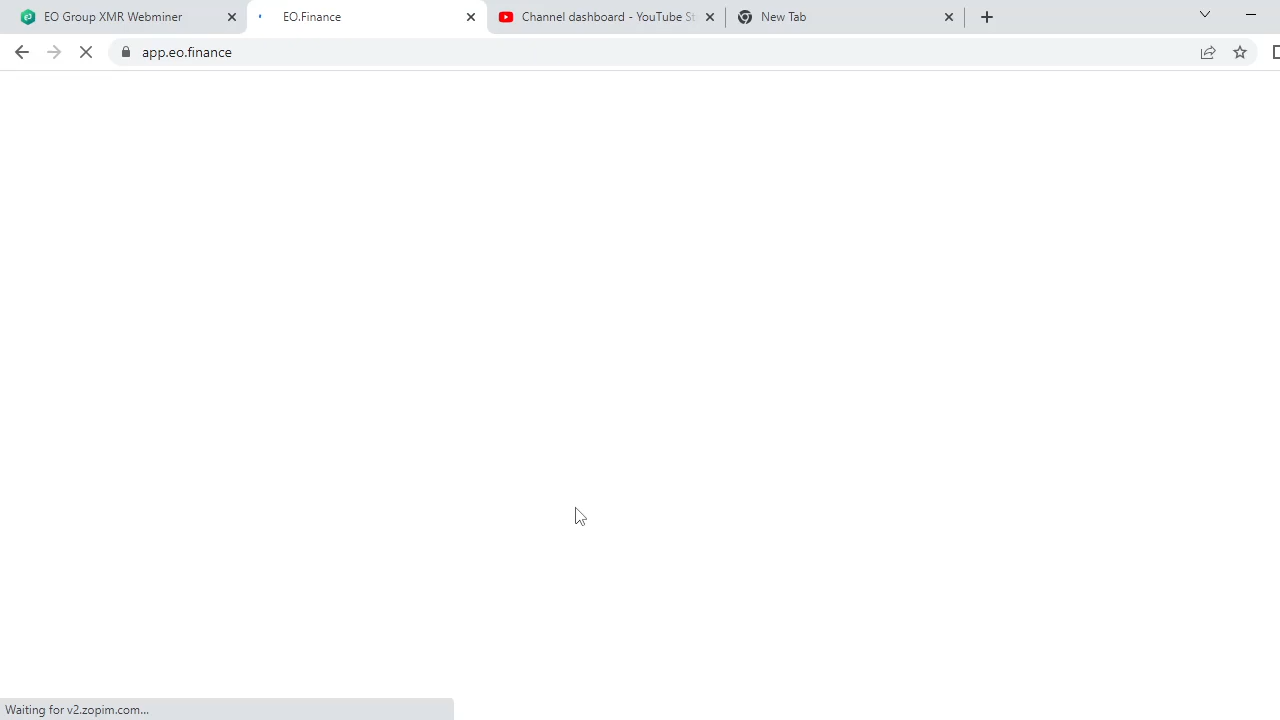 EO Group XMR Webminer
EO.Finance
Channel dashboard - YouTube St
New Tab
app.eo.finance
Waiting for v2.zopim.com...